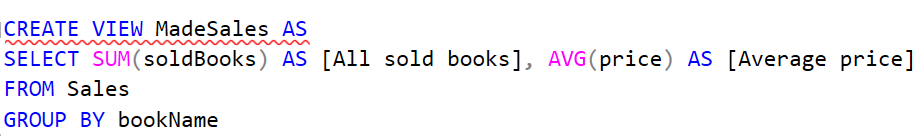 CREATE VIEW MadeSales AS
SELECT SUM(soldBooks) AS [All sold books], AVG(price) AS [Average price]
FROM Sales
GROUP BY bookName